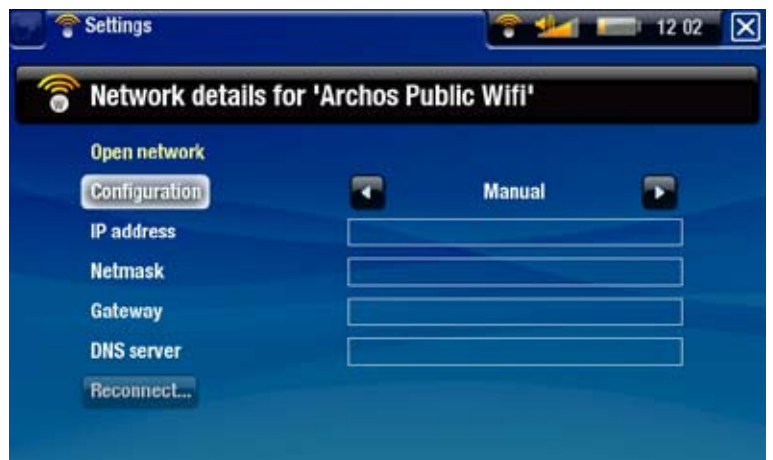 Settings
12 02
Network details for 'Archos Public Wifi'
Open network
Configuration Manual
IP address
Netmask
Gateway
DNS server
Reconnect...